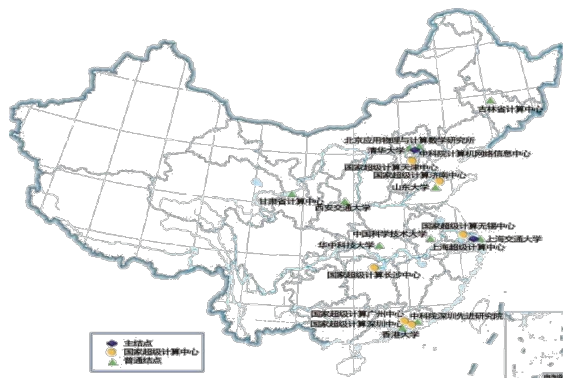 吉林省计算中心
北京应用物理与计算数学研究所
清华大学
中科院计算机网络信息中心
国家超级计算天津中心
国家超级计算济南中心
山东大学
甘肃省计算中心
西安交通大学
国家超级计算无锡中心
中国科学技术大学
上海交通大学
华中科技大学
上海超级计算中心
国家超级计算长沙中心
国家超级计算广州中心
中科院深圳先进研究院
国家超级计算深圳中心
香港大学
主结点
国家超级计算中心
普通结点